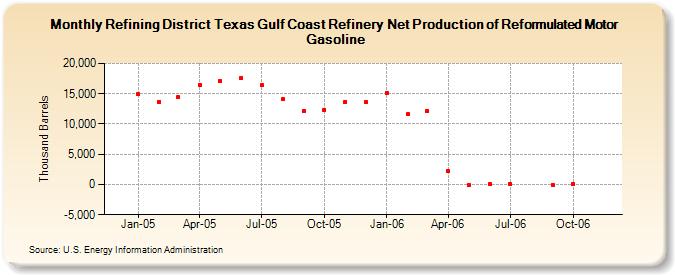 Monthly Refining District Texas Gulf Coast Refinery Net Production of Reformulated Motor
Gasoline
Thousand Barrels
20,000
15,000
10,000
5,000
0
-5,000
Jan-05 Apr-05 Jul-05 Oct-05 Jan-06 Apr-06 Jul-06 Oct-06
Source: U.S. Energy Information Administration